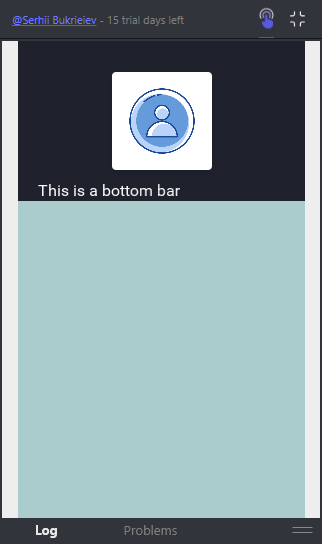 @Serhii Bukrieiev - 15 trial days left
This is a bottom bar
Log Problems